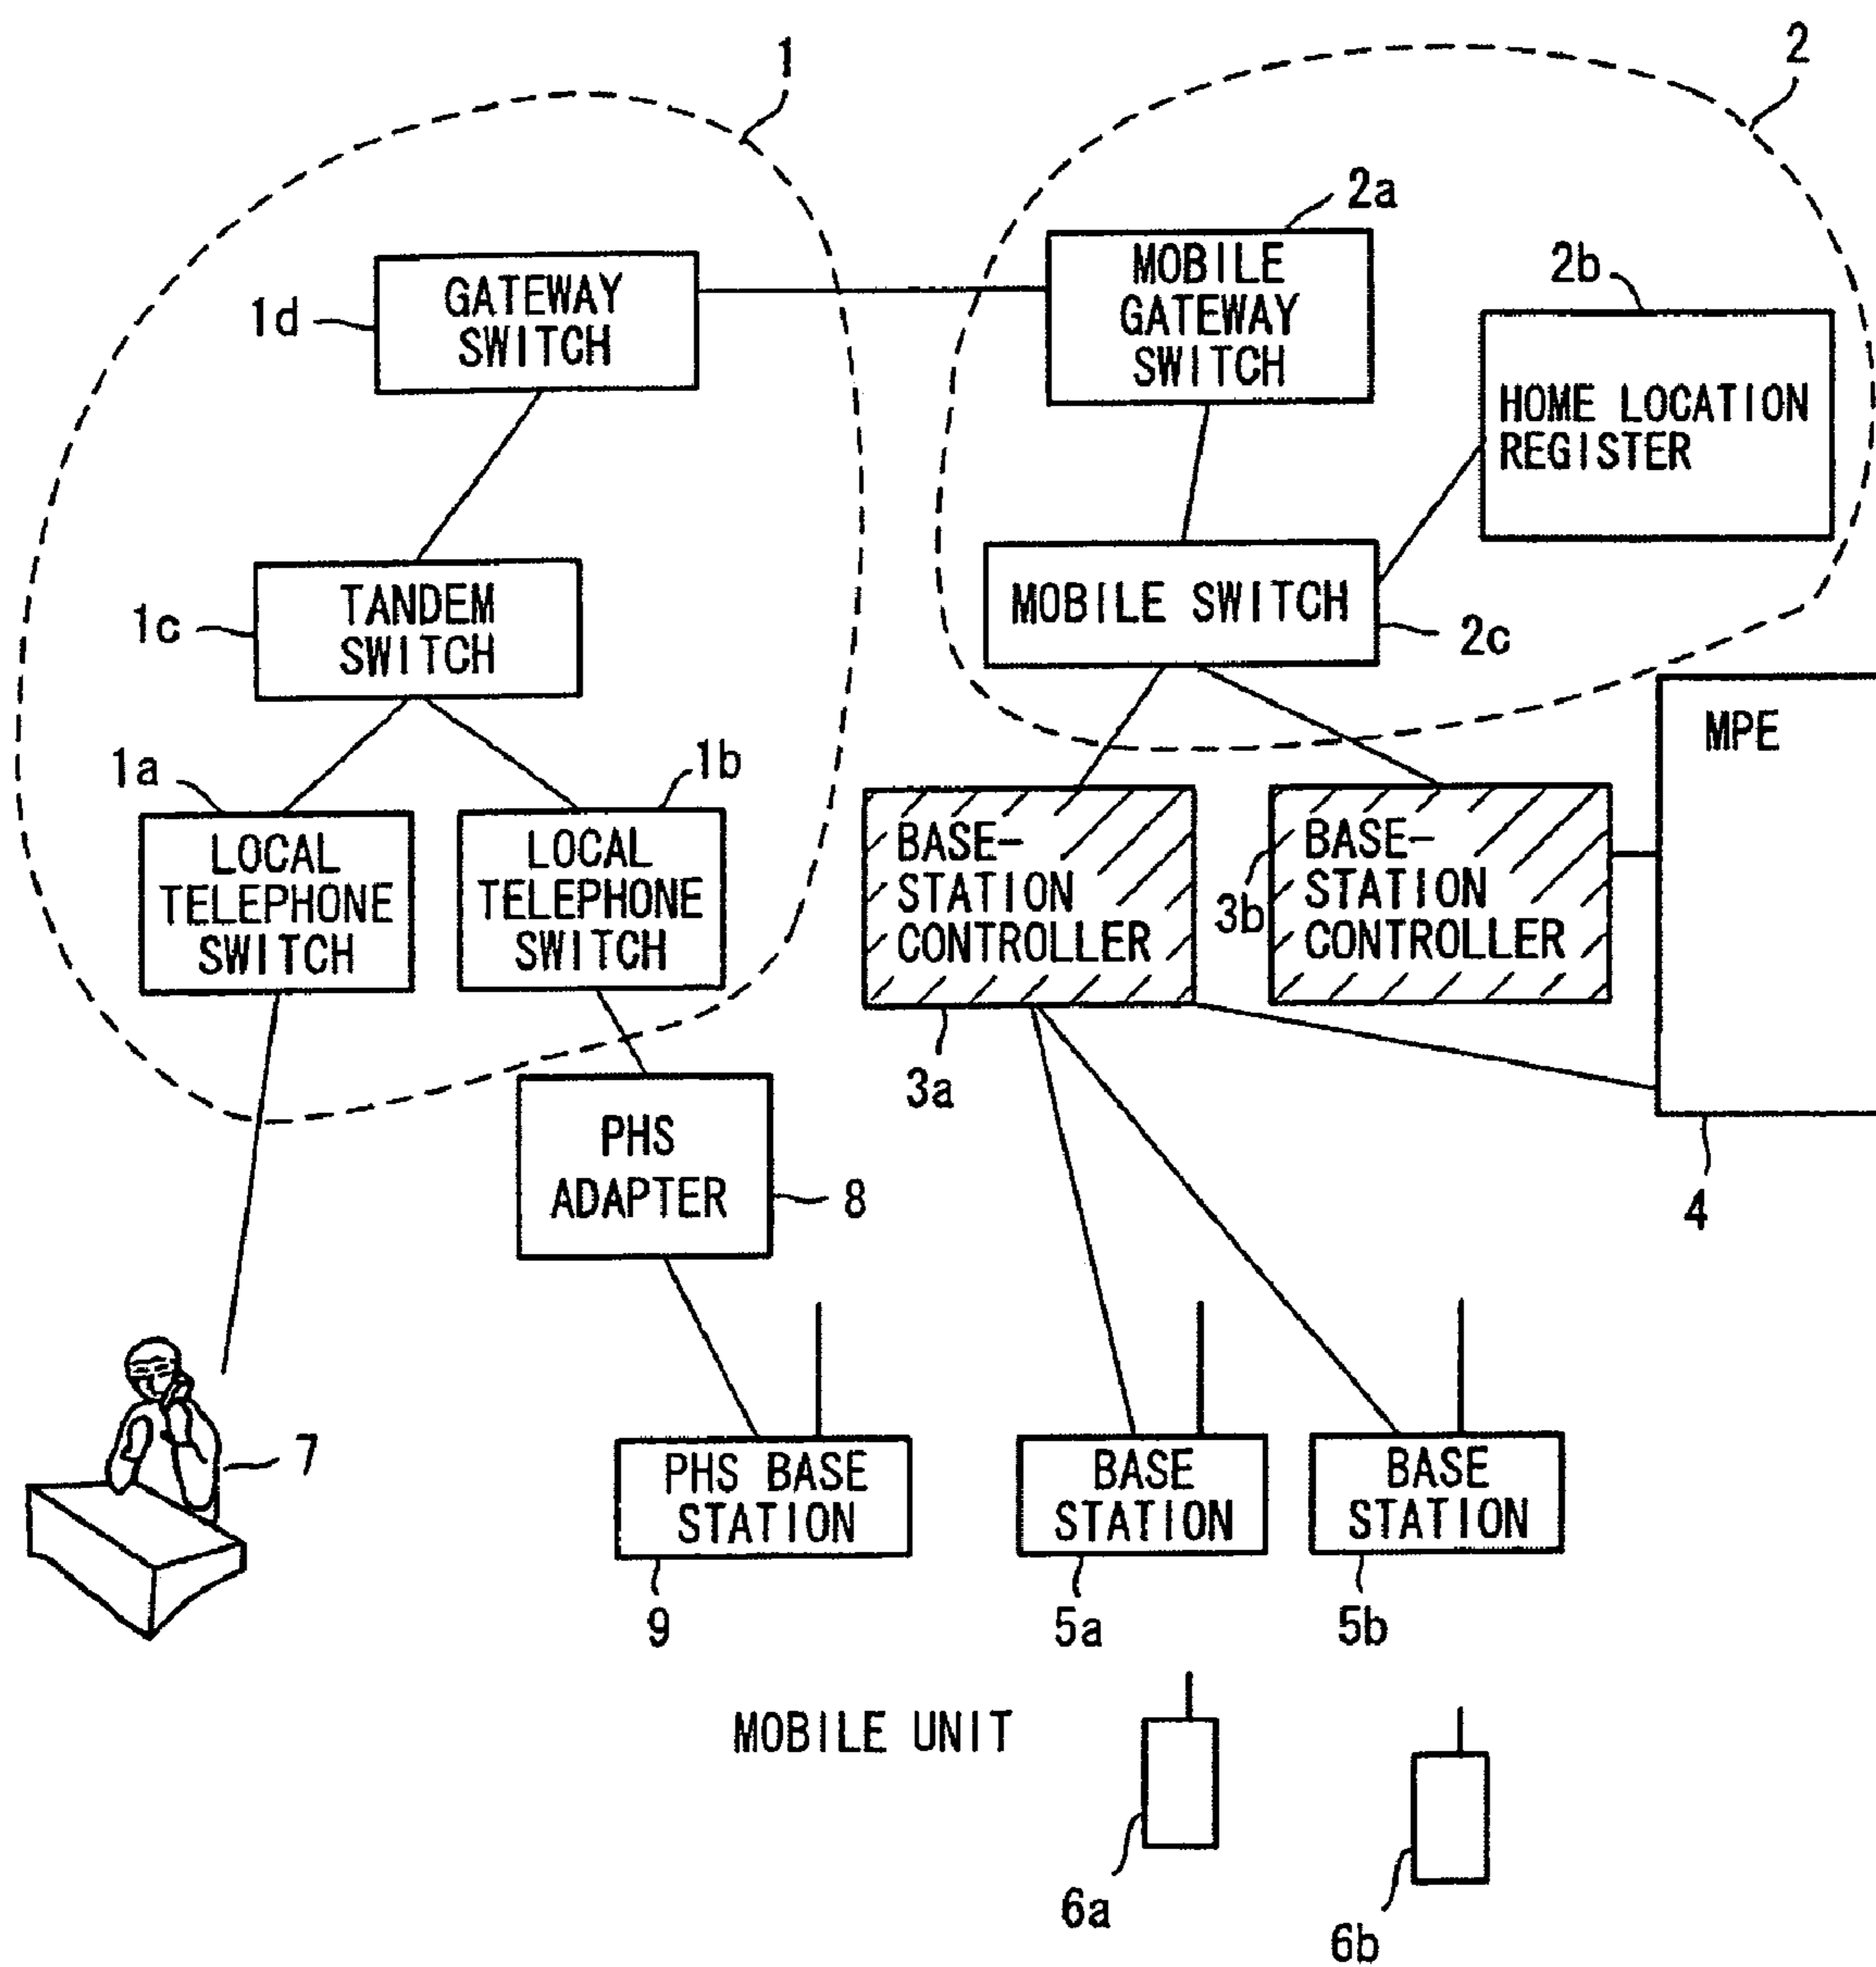 1
2
2a
MOBILE
GATEWAY
SWITCH
2b
GATEWAY
SWITCH
1d
HOME LOCATION
REGISTER
TANDEM
SWITCH
1c
MOBILE SWITCH
2c
MPE
1a
1b
LOCAL
TELEPHONE
SWITCH
LOCAL
TELEPHONE
SWITCH
BASE-
STATION
CONTROLLER
3b
BASE-
STATION
CONTROLLER
3a
PHS
ADAPTER
8
4
7
PHS BASE
STATION
BASE
STATION
BASE
STATION
9
5a
5b
MOBILE UNIT
6a
6b